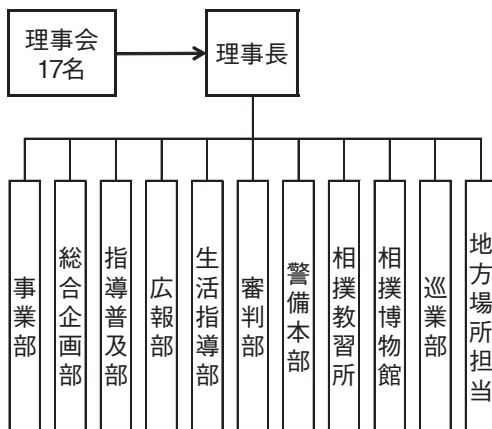 理事会
17名
理事長
事業部
総合企画部
指導普及部
広報部
生活指導部
審判部
警備本部
相撲教習所
相撲博物館
巡業部
地方場所担当